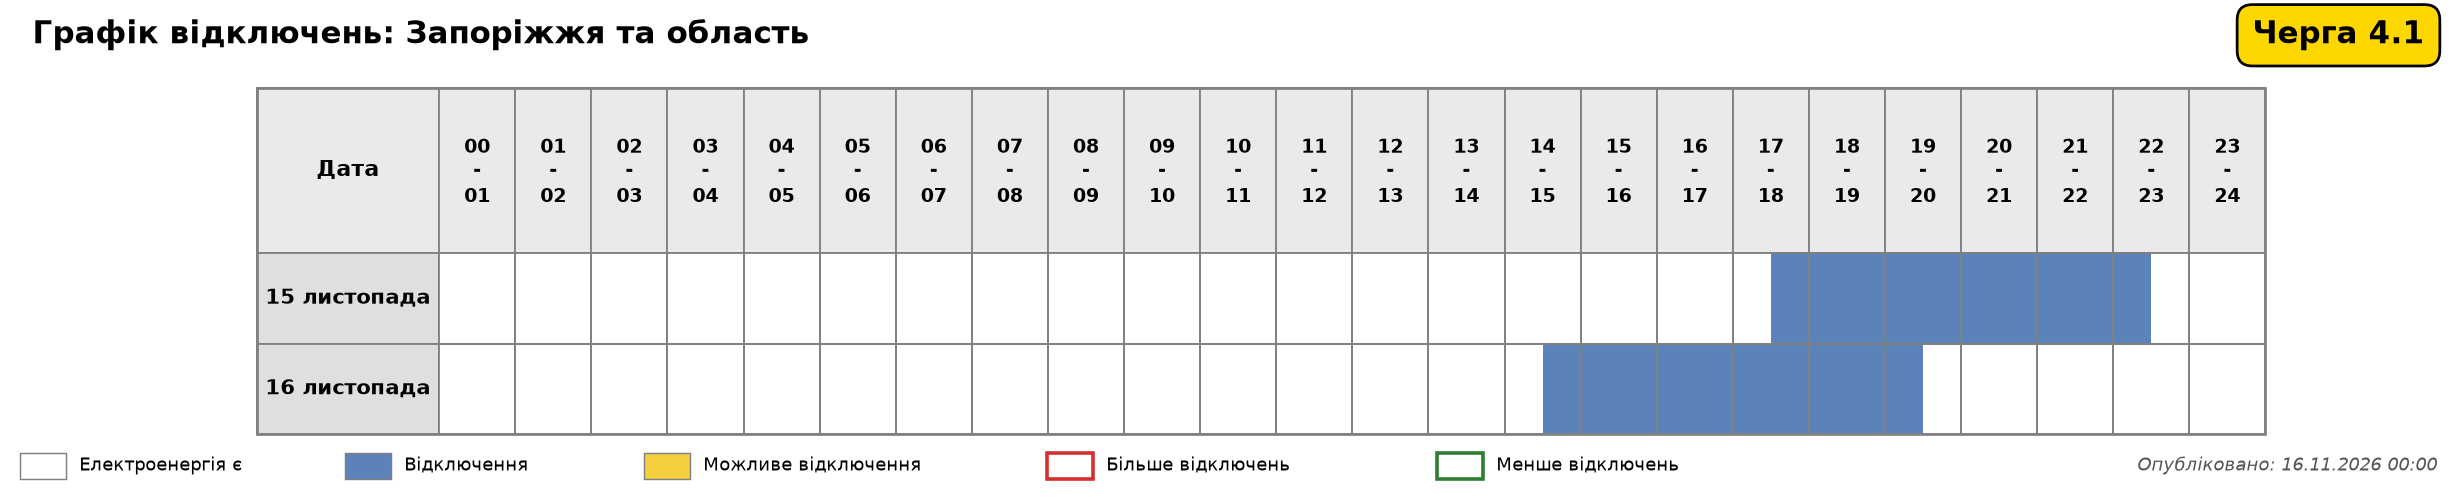 Графік відключень: Запоріжжя та область
Черга 4.1
Дата
00 - 01
01 - 02
02 - 03
03 - 04
04 - 05
05 - 06
06 - 07
07 - 08
08 - 09
09 - 10
10 - 11
11 - 12
12 - 13
13 - 14
14 - 15
15 - 16
16 - 17
17 - 18
18 - 19
19 - 20
20 - 21
21 - 22
22 - 23
23 - 24
15 листопада
16 листопада
Електроенергія є
Відключення
Можливе відключення
Більше відключень
Менше відключень
Опубліковано: 16.11.2026 00:00